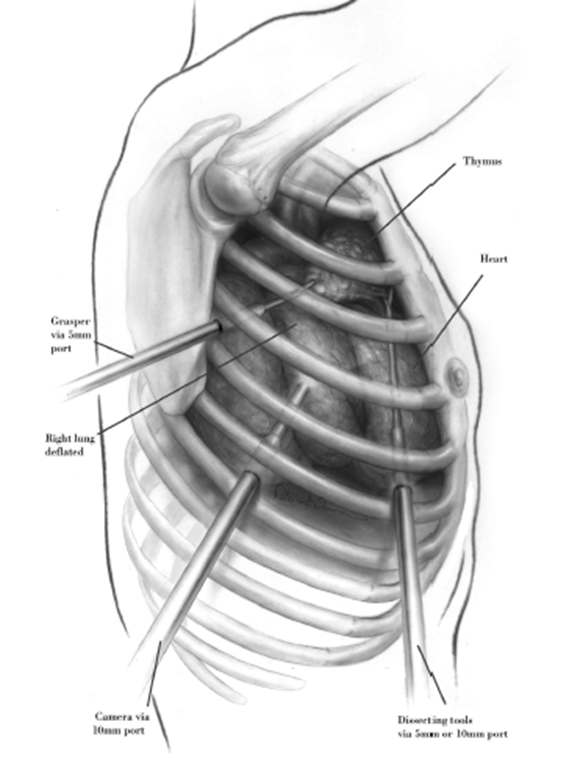 Thymus
Heart
Grasper
via 5mm
port
Right lung
deflated
Camera via
10mm port
Dissecting tools
via 5mm or 10mm port